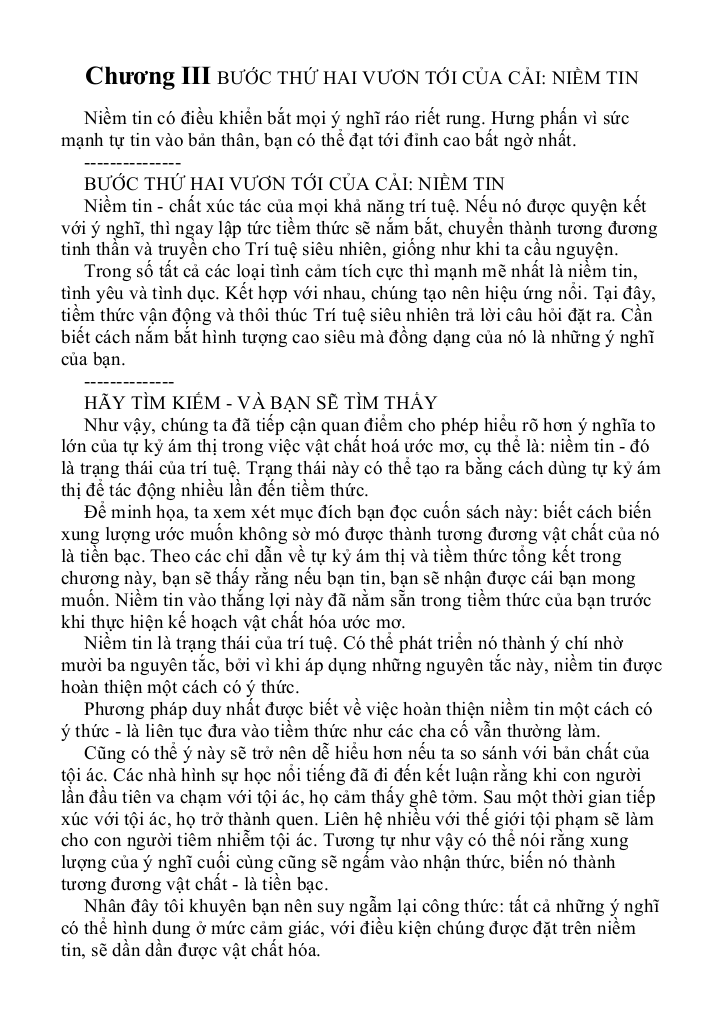 Chương III BƯỚC THỨ HAI VƯƠN TỚI CỦA CẢI: NIỀM TIN
Niềm tin có điều khiển bắt mọi ý nghĩ ráo riết rung. Hưng phấn vì sức
mạnh tự tin vào bản thân, bạn có thể đạt tới đỉnh cao bất ngờ nhất.
---------------
BƯỚC THỨ HAI VƯƠN TỚI CỦA CẢI: NIỀM TIN
Niềm tin - chất xúc tác của mọi khả năng trí tuệ. Nếu nó được quyện kết
với ý nghĩ, thì ngay lập tức tiềm thức sẽ nắm bắt, chuyển thành tương đương
tinh thần và truyền cho Trí tuệ siêu nhiên, giống như khi ta cầu nguyện.
Trong số tất cả các loại tình cảm tích cực thì mạnh mẽ nhất là niềm tin,
tình yêu và tình dục. Kết hợp với nhau, chúng tạo nên hiệu ứng nổi. Tại đây,
tiềm thức vận động và thôi thúc Trí tuệ siêu nhiên trả lời câu hỏi đặt ra. Cần
biết cách nắm bắt hình tượng cao siêu mà đồng dạng của nó là những ý nghĩ
của bạn.
--------------
HÃY TÌM KIẾM - VÀ BẠN SẼ TÌM THẤY
Như vậy, chúng ta đã tiếp cận quan điểm cho phép hiểu rõ hơn ý nghĩa to
lớn của tự kỷ ám thị trong việc vật chất hoá ước mơ, cụ thể là: niềm tin - đó
là trạng thái của trí tuệ. Trạng thái này có thể tạo ra bằng cách dùng tự kỷ ám
thị để tác động nhiều lần đến tiềm thức.
Để minh họa, ta xem xét mục đích bạn đọc cuốn sách này: biết cách biến
xung lượng ước muốn không sờ mó được thành tương đương vật chất của nó
là tiền bạc. Theo các chỉ dẫn về tự kỷ ám thị và tiềm thức tổng kết trong
chương này, bạn sẽ thấy rằng nếu bạn tin, bạn sẽ nhận được cái bạn mong
muốn. Niềm tin vào thắng lợi này đã nằm sẵn trong tiềm thức của bạn trước
khi thực hiện kế hoạch vật chất hóa ước mơ.
Niềm tin là trạng thái của trí tuệ. Có thể phát triển nó thành ý chí nhờ
mười ba nguyên tắc, bởi vì khi áp dụng những nguyên tắc này, niềm tin được
hoàn thiện một cách có ý thức.
Phương pháp duy nhất được biết về việc hoàn thiện niềm tin một cách có
ý thức - là liên tục đưa vào tiềm thức như các cha cố vẫn thường làm.
Cũng có thể ý này sẽ trở nên dễ hiểu hơn nếu ta so sánh với bản chất của
tội ác. Các nhà hình sự học nổi tiếng đã đi đến kết luận rằng khi con người
lần đầu tiên va chạm với tội ác, họ cảm thấy ghê tởm. Sau một thời gian tiếp
xúc với tội ác, họ trở thành quen. Liên hệ nhiều với thế giới tội phạm sẽ làm
cho con người tiêm nhiễm tội ác. Tương tự như vậy có thể nói rằng xung
lượng của ý nghĩ cuối cùng cũng sẽ ngấm vào nhận thức, biến nó thành
tương đương vật chất - là tiền bạc.
Nhân đây tôi khuyên bạn nên suy ngẫm lại công thức: tất cả những ý nghĩ
có thể hình dung ở mức cảm giác, với điều kiện chúng được đặt trên niềm
tin, sẽ dần dần được vật chất hóa.